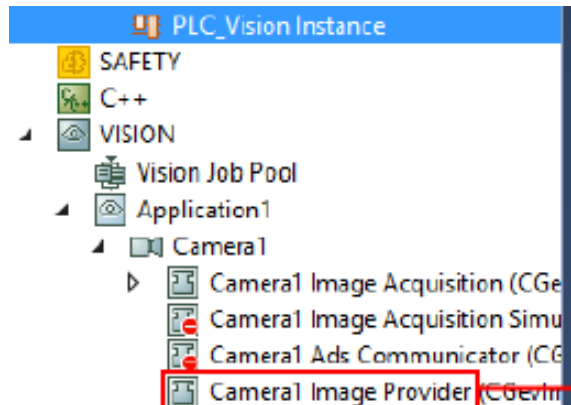 PLC_Vision Instance
SAFETY
C++
VISION
Vision Job Pool
Application1
Camera1
Camera1 Image Acquisition (CGe
Camera1 Image Acquisition Simu
Camera1 Ads Communicator (CG
Camera1 Image Provider (CGevIm